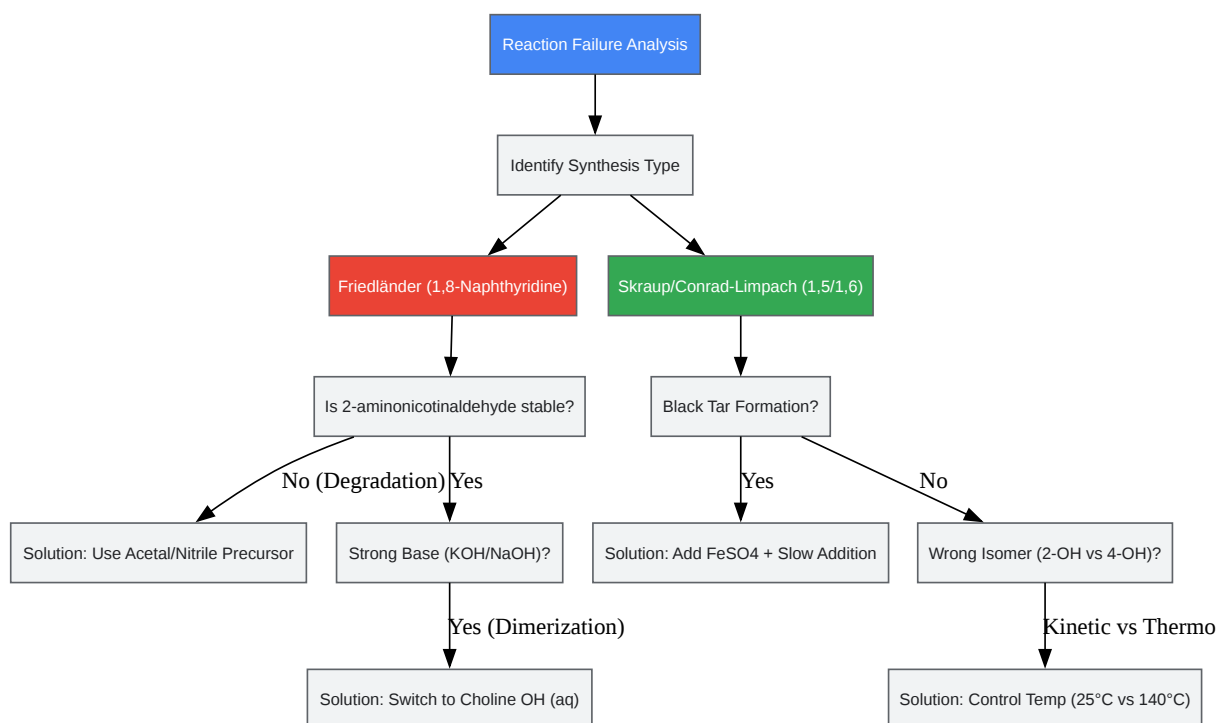 Reaction Failure Analysis
Identify Synthesis Type
Friedländer (1,8-Naphthyridine)
Skraup/Conrad-Limpach (1,5/1,6)
Is 2-aminonicotinaldehyde stable?
Black Tar Formation?
No (Degradation)
Yes
Yes
No
Solution: Use Acetal/Nitrile Precursor
Strong Base (KOH/NaOH)?
Solution: Add FeSO4 + Slow Addition
Wrong Isomer (2-OH vs 4-OH)?
Yes (Dimerization)
Kinetic vs Thermo
Solution: Switch to Choline OH (aq)
Solution: Control Temp (25°C vs 140°C)